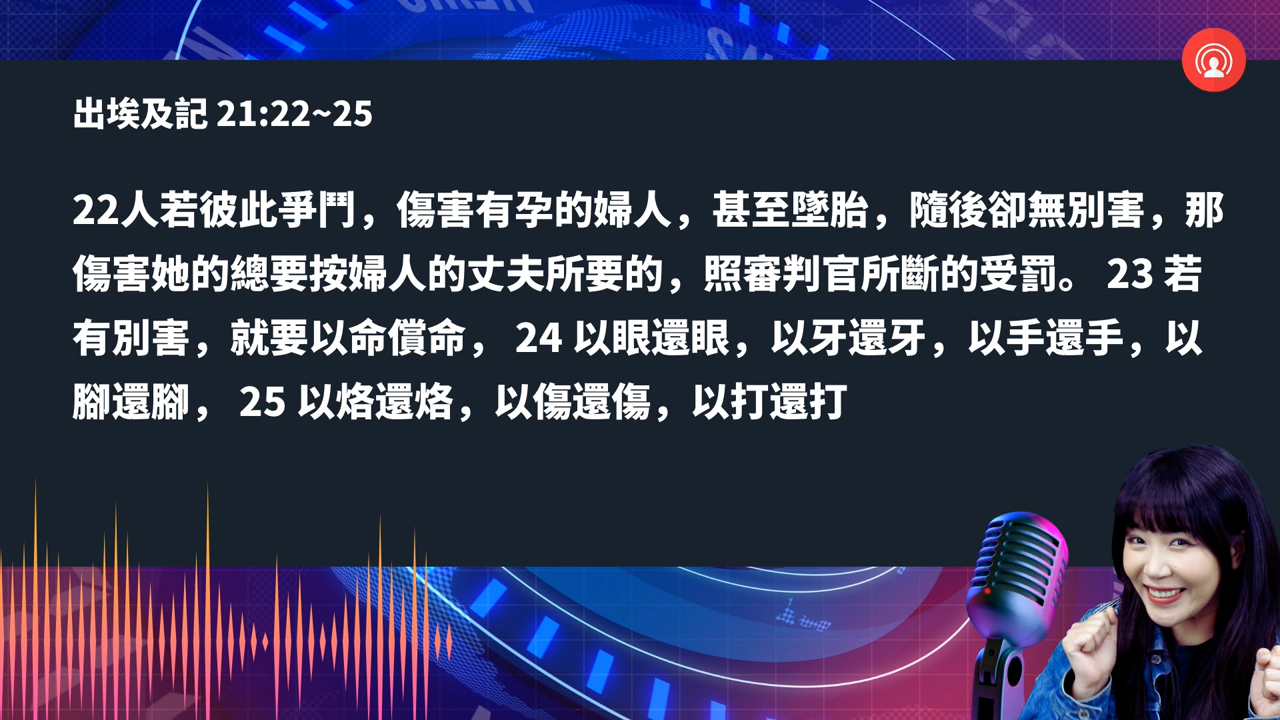 出埃及記 21:22~25
22人若彼此爭鬥，傷害有孕的婦人，甚至墜胎，隨後卻無別害，那
傷害她的總要按婦人的丈夫所要的，照審判官所斷的受罰。 23 若
有別害，就要以命償命， 24 以眼還眼，以牙還牙，以手還手，以
腳還腳， 25 以烙還烙，以傷還傷，以打還打